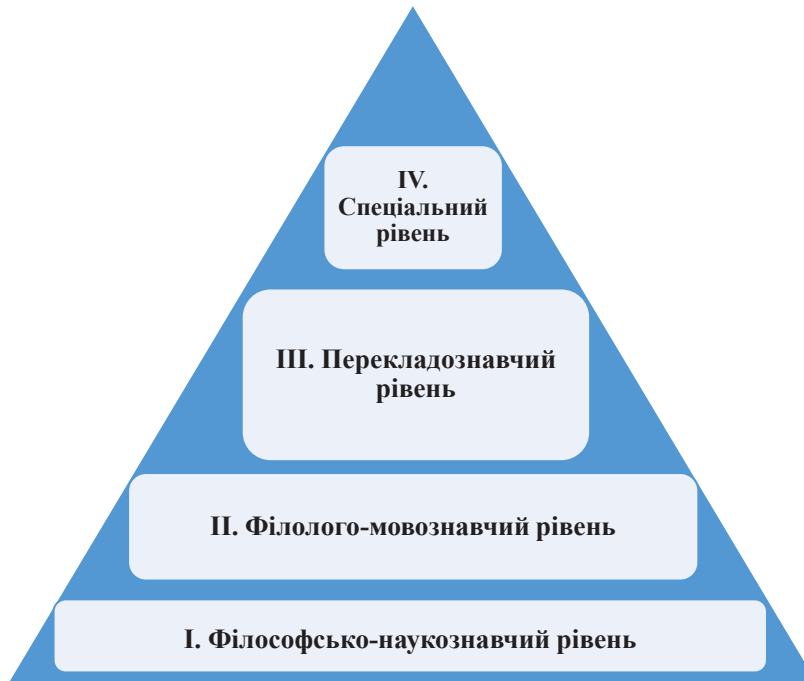 IV.
Спеціальний
рівень
III. Перекладознавчий
рівень
II. Філолого-мовознавчий рівень
I. Філософсько-наукознавчий рівень